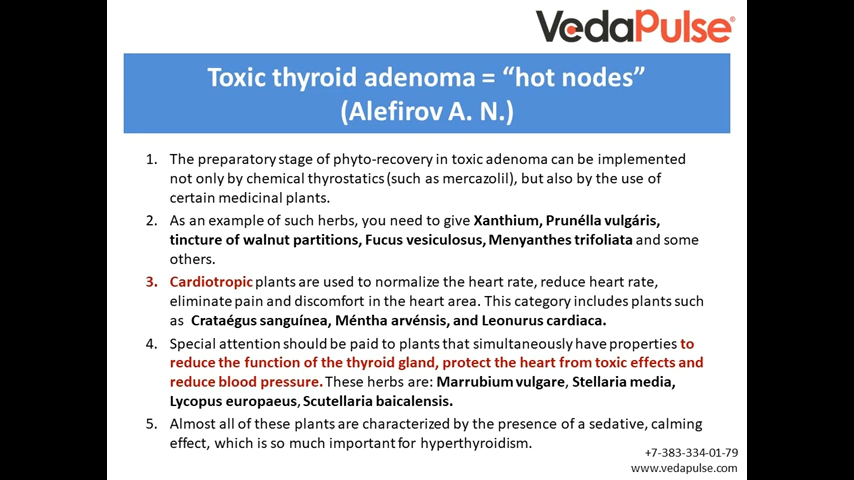 VedaPulse®
Toxic thyroid adenoma = “hot nodes”
(Alefirov A. N.)
1. The preparatory stage of phyto-recovery in toxic adenoma can be implemented
not only by chemical thyrostatics (such as mercazolil), but also by the use of
certain medicinal plants.
2. As an example of such herbs, you need to give Xanthium, Prunélla vulgáris,
tincture of walnut partitions, Fucus vesiculosus, Menyanthes trifoliata and some
others.
3. Cardiotropic plants are used to normalize the heart rate, reduce heart rate,
eliminate pain and discomfort in the heart area. This category includes plants such
as Crataégus sanguínea, Méntha arvénsis, and Leonurus cardiaca.
4. Special attention should be paid to plants that simultaneously have properties to
reduce the function of the thyroid gland, protect the heart from toxic effects and
reduce blood pressure. These herbs are: Marrubium vulgare, Stellaria media,
Lycopus europaeus, Scutellaria baicalensis.
5. Almost all of these plants are characterized by the presence of a sedative, calming
effect, which is so much important for hyperthyroidism.
+7-383-334-01-79
www.vedapulse.com